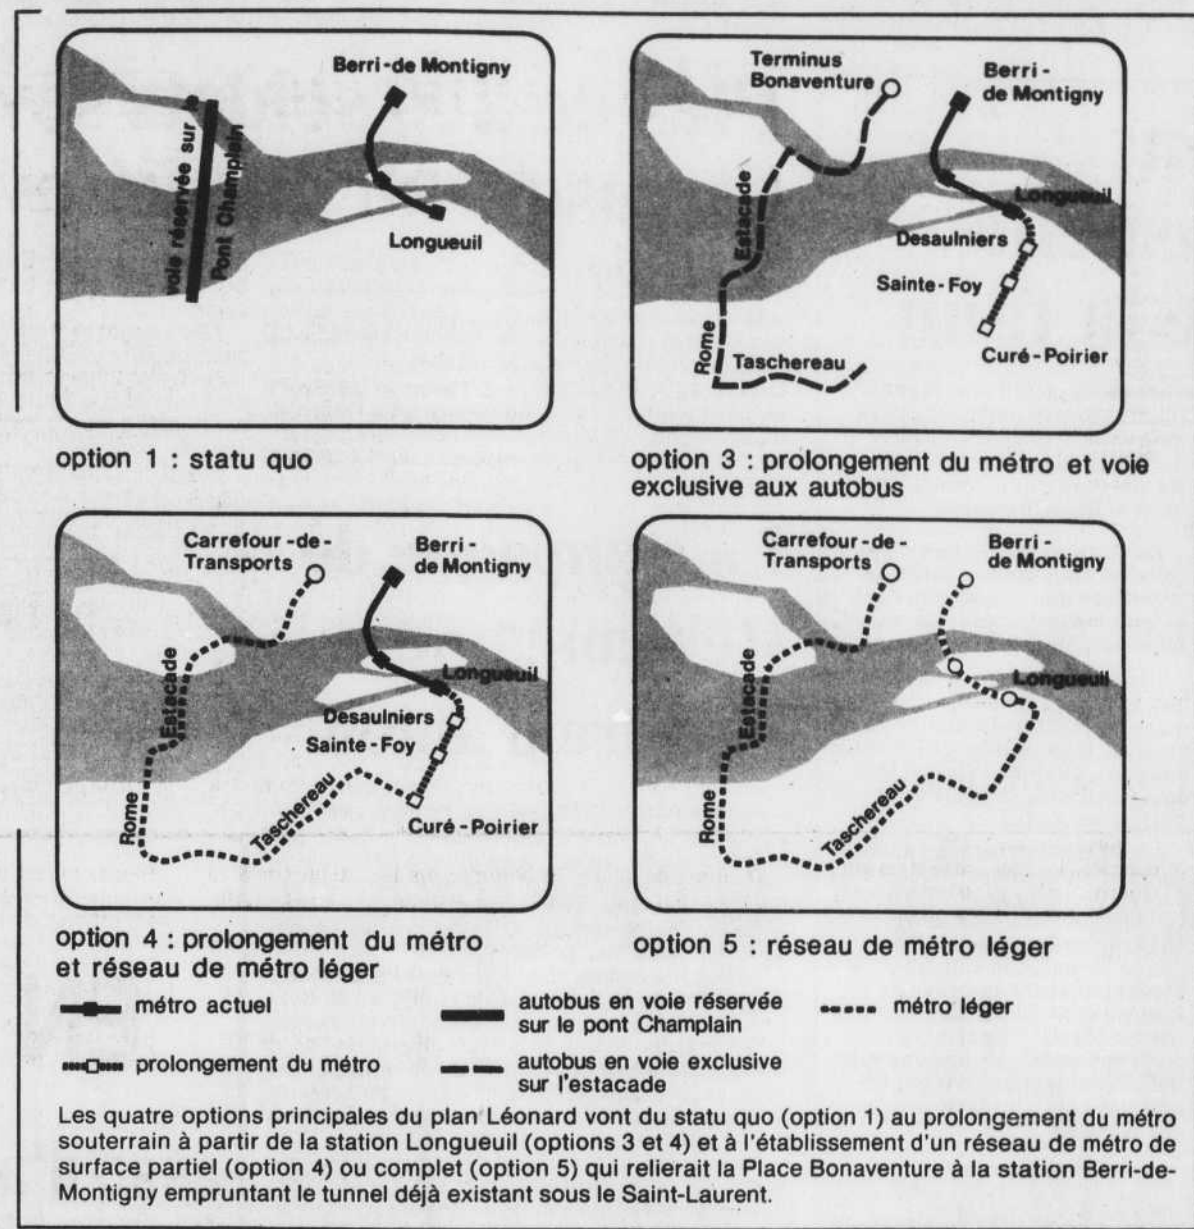 Berri-de Montigny
voie réservée sur le
Pont Champlain
Longueuil
option 1 : statu quo
Terminus
Bonaventure
Berri-
de Montigny
Longueuil
Estacade
Desaulniers
Sainte-Foy
Rome
Taschereau
Curé-Poirier
option 3 : prolongement du métro et voie
exclusive aux autobus
Carrefour-de-
Transports
Berri-
de Montigny
Estacade
Longueuil
Desaulniers
Sainte-Foy
Rome
Taschereau
Curé-Poirier
option 4 : prolongement du métro
et réseau de métro léger
Carrefour-de-
Transports
Berri-
de Montigny
Estacade
Longueuil
Rome
Taschereau
option 5 : réseau de métro léger
métro actuel
autobus en voie réservée
sur le pont Champlain
métro léger
prolongement du métro
autobus en voie exclusive
sur l'estacade
Les quatre options principales du plan Léonard vont du statu quo (option 1) au prolongement du métro
souterrain à partir de la station Longueuil (options 3 et 4) et à l'établissement d'un réseau de métro de
surface partiel (option 4) ou complet (option 5) qui relierait la Place Bonaventure à la station Berri-de-
Montigny empruntant le tunnel déjà existant sous le Saint-Laurent.